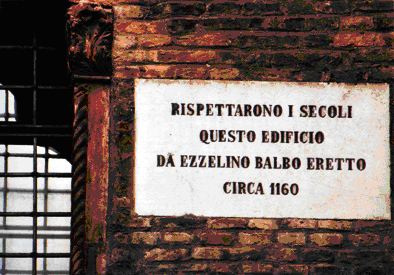 RISPETTARONO I SECOLI
QUESTO EDIFICIO
DA EZZELINO BALBO ERETTO
CIRCA 1160